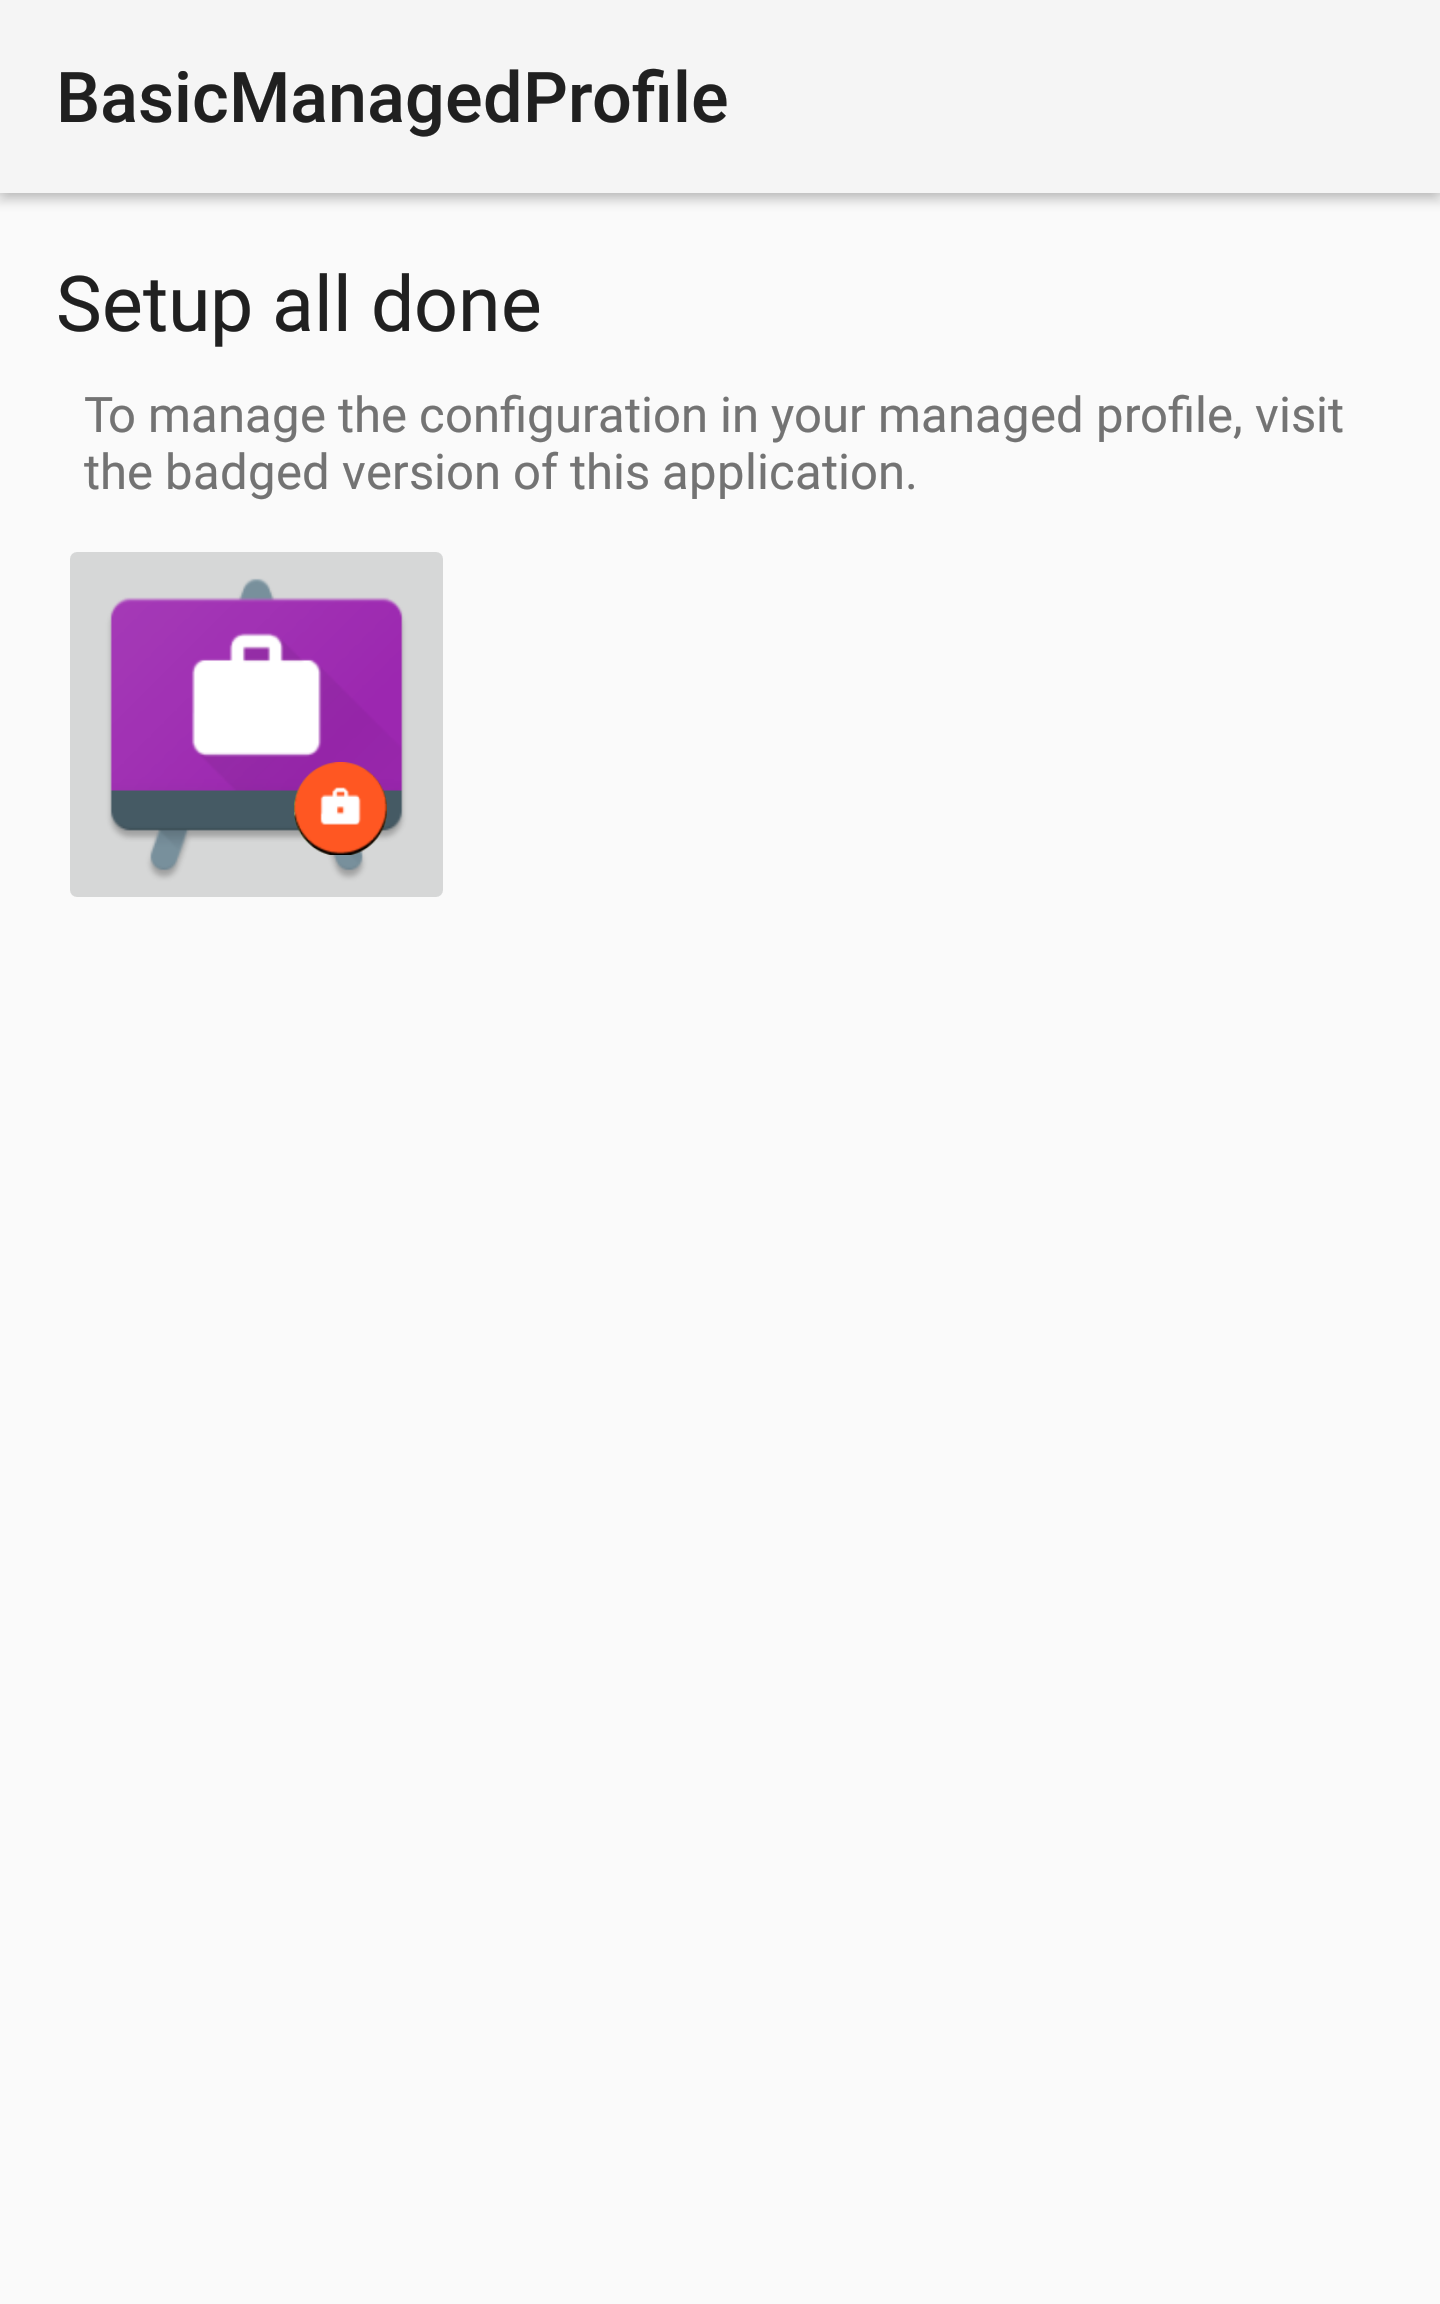 BasicManagedProfile
Setup all done
To manage the configuration in your managed profile, visit
the badged version of this application.